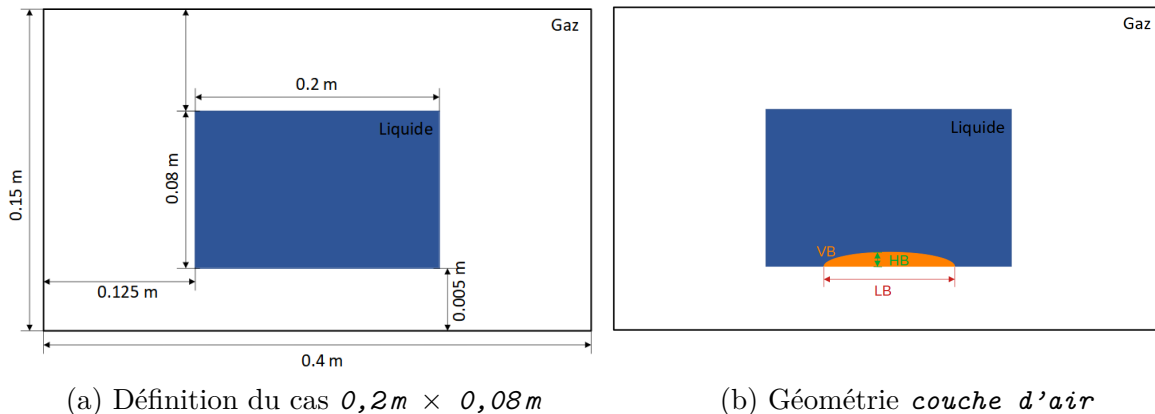 Gaz
0.2 m
Liquide
0.08 m
0.15 m
0.125 m
0.005 m
0.4 m
(a) Définition du cas 0,2m × 0,08m
Gaz
Liquide
VB
HB
LB
(b) Géométrie couche d'air